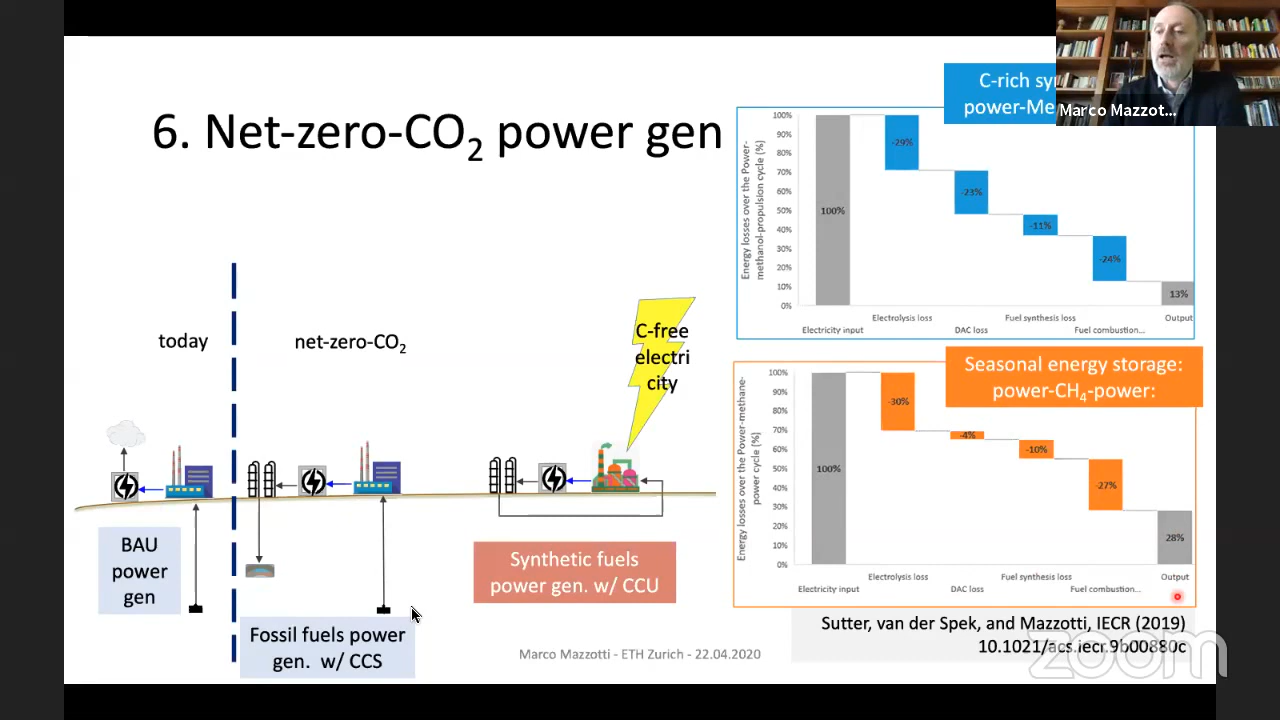 6. Net-zero-CO₂ power gen
today
net-zero-CO₂
C-free
electri
city
BAU
power
gen
Fossil fuels power
gen. w/ CCS
Synthetic fuels
power gen. w/ CCU
Marco Mazzotti - ETH Zurich - 22.04.2020
C-rich sy
power-Me
Marco Mazzot...
Energy losses over the Power-
methanol-propulsion cycle (%)
100%
90%
80%
70%
60%
50%
40%
30%
20%
10%
0%
100%
-29%
-23%
-11%
-24%
13%
Electricity input
Electrolysis loss
DAC loss
Fuel synthesis loss
Fuel combustion...
Output
Seasonal energy storage:
power-CH₄-power:
Energy losses over the Power-methane-
power cycle (%)
100%
90%
80%
70%
60%
50%
40%
30%
20%
10%
0%
100%
-30%
-4%
-10%
-27%
28%
Electricity input
Electrolysis loss
DAC loss
Fuel synthesis loss
Fuel combustion...
Output
Sutter, van der Spek, and Mazzotti, IECR (2019)
10.1021/acs.iecr.9b00880c
zoom